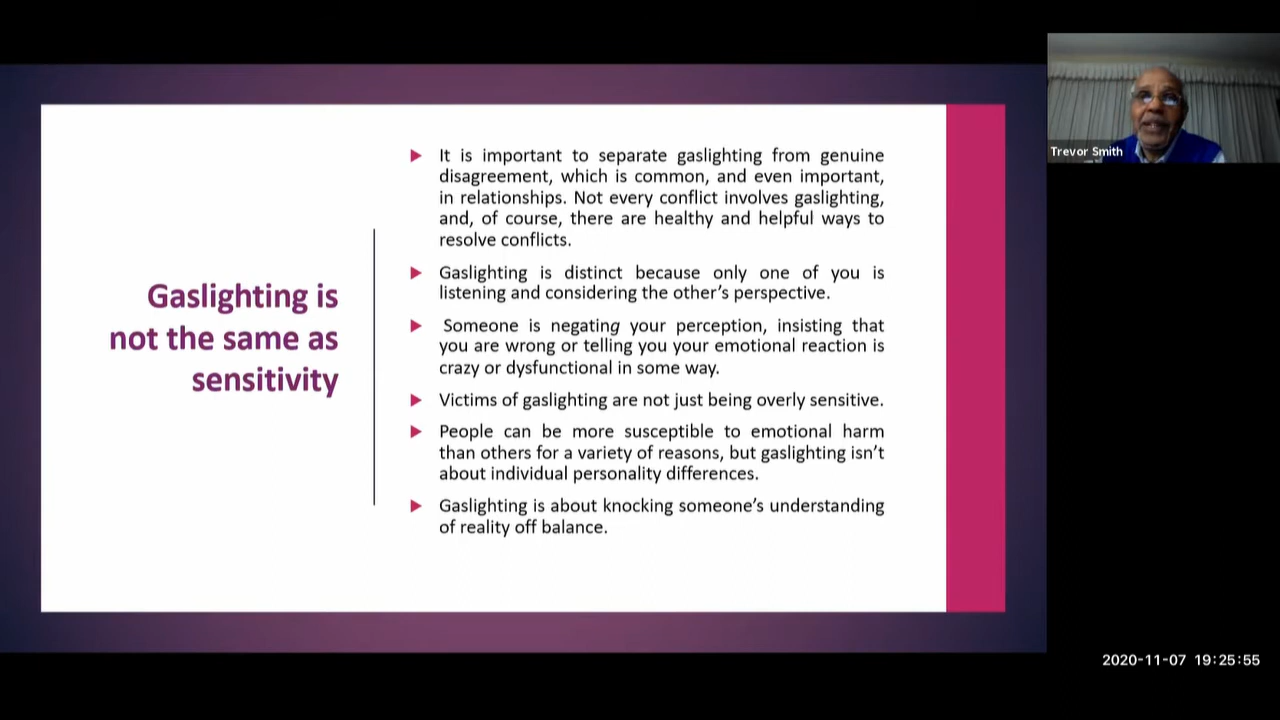 Gaslighting is
not the same as
sensitivity
It is important to separate gaslighting from genuine
disagreement, which is common, and even important,
in relationships. Not every conflict involves gaslighting,
and, of course, there are healthy and helpful ways to
resolve conflicts.
Gaslighting is distinct because only one of you is
listening and considering the other’s perspective.
Someone is negating your perception, insisting that
you are wrong or telling you your emotional reaction is
crazy or dysfunctional in some way.
Victims of gaslighting are not just being overly sensitive.
People can be more susceptible to emotional harm
than others for a variety of reasons, but gaslighting isn’t
about individual personality differences.
Gaslighting is about knocking someone’s understanding
of reality off balance.
Trevor Smith
2020-11-07 19:25:55